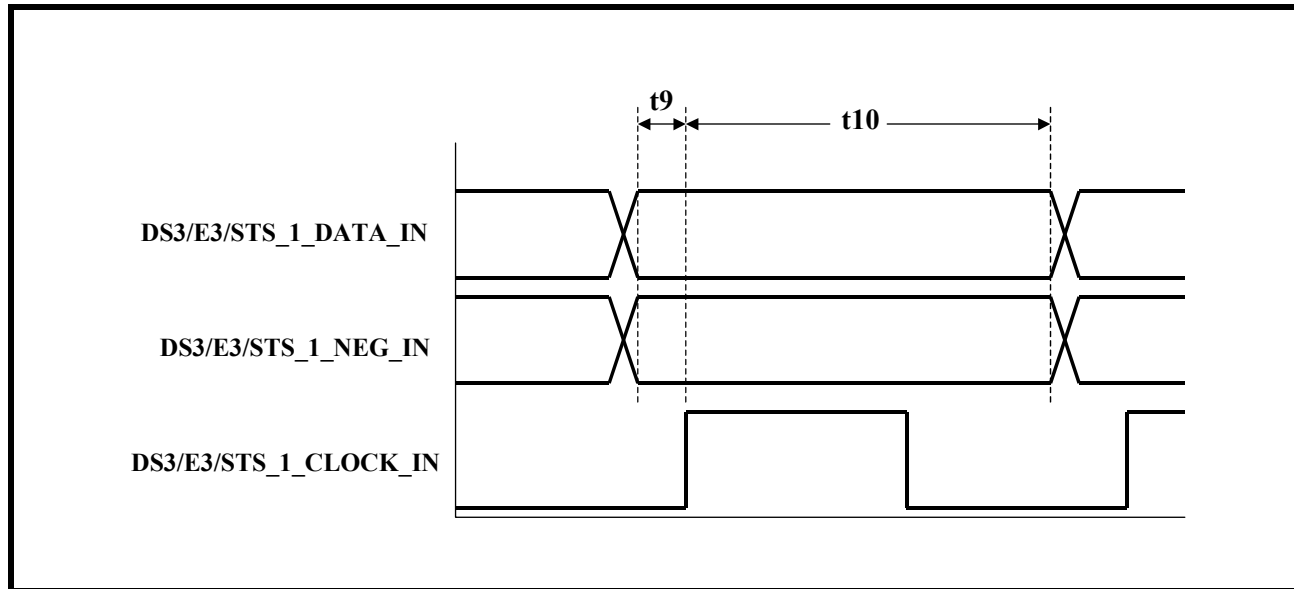 t9
t10
DS3/E3/STS_1_DATA_IN
DS3/E3/STS_1_NEG_IN
DS3/E3/STS_1_CLOCK_IN